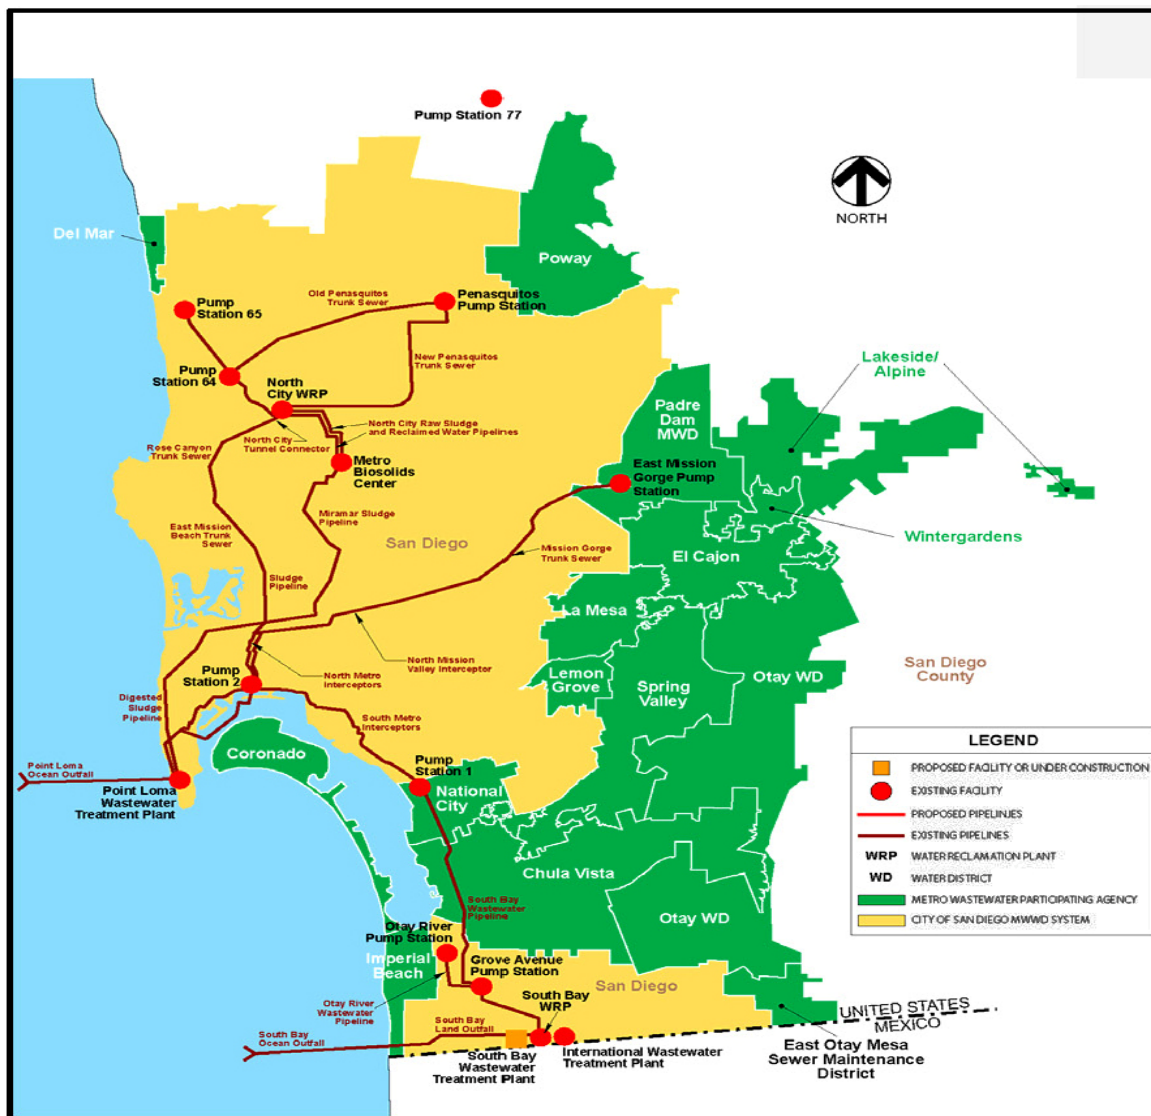 Pump Station 77
NORTH
Del Mar
Poway
Pump
Station 65
Old Penasquitos
Trunk Sewer
Penasquitos
Pump Station
New Penasquitos
Trunk Sewer
Pump
Station 64
North
City WRP
Lakeside/
Alpine
Padre
Dam
MWD
North City Raw Sludge
and Reclaimed Water Pipelines
North City
Tunnel Connector
Rose Canyon
Trunk Sewer
Metro
Biosolids
Center
East Mission
Gorge Pump
Station
Miramar Sludge
Pipeline
East Mission
Beach Trunk
Sewer
San Diego
Mission Gorge
Trunk Sewer
Wintergardens
El Cajon
Sludge
Pipeline
La Mesa
North Mission
Valley Interceptor
North Metro
Interceptors
Pump
Station 2
Lemon
Grove
Spring
Valley
Otay WD
San Diego
County
Digested
Sludge
Pipeline
South Metro
Interceptors
Coronado
Point Loma
Ocean Outfall
Point Loma
Wastewater
Treatment Plant
Pump
Station 1
National
City
LEGEND
PROPOSED FACILITY OR UNDER CONSTRUCTION
EXISTING FACILITY
PROPOSED PIPELINJES
EXISTING PIPELINES
WRP WATER RECLAMATION PLANT
WD WATER DISTRICT
METRO WASTEWATER PARTICIPATING AGENCY
CITY OF SAN DIEGO MWWD SYSTEM
Chula Vista
South Bay
Wastewater
Pipeline
Otay WD
Otay River
Pump Station
Imperial
Beach
Grove Avenue
Pump Station
San Diego
South Bay
WRP
Otay River
Wastewater
Pipeline
South Bay
Land Outfall
South Bay
Ocean Outfall
UNITED STATES
MEXICO
South Bay
Wastewater
Treatment Plant
International Wastewater
Treatment Plant
East Otay Mesa
Sewer Maintenance
District